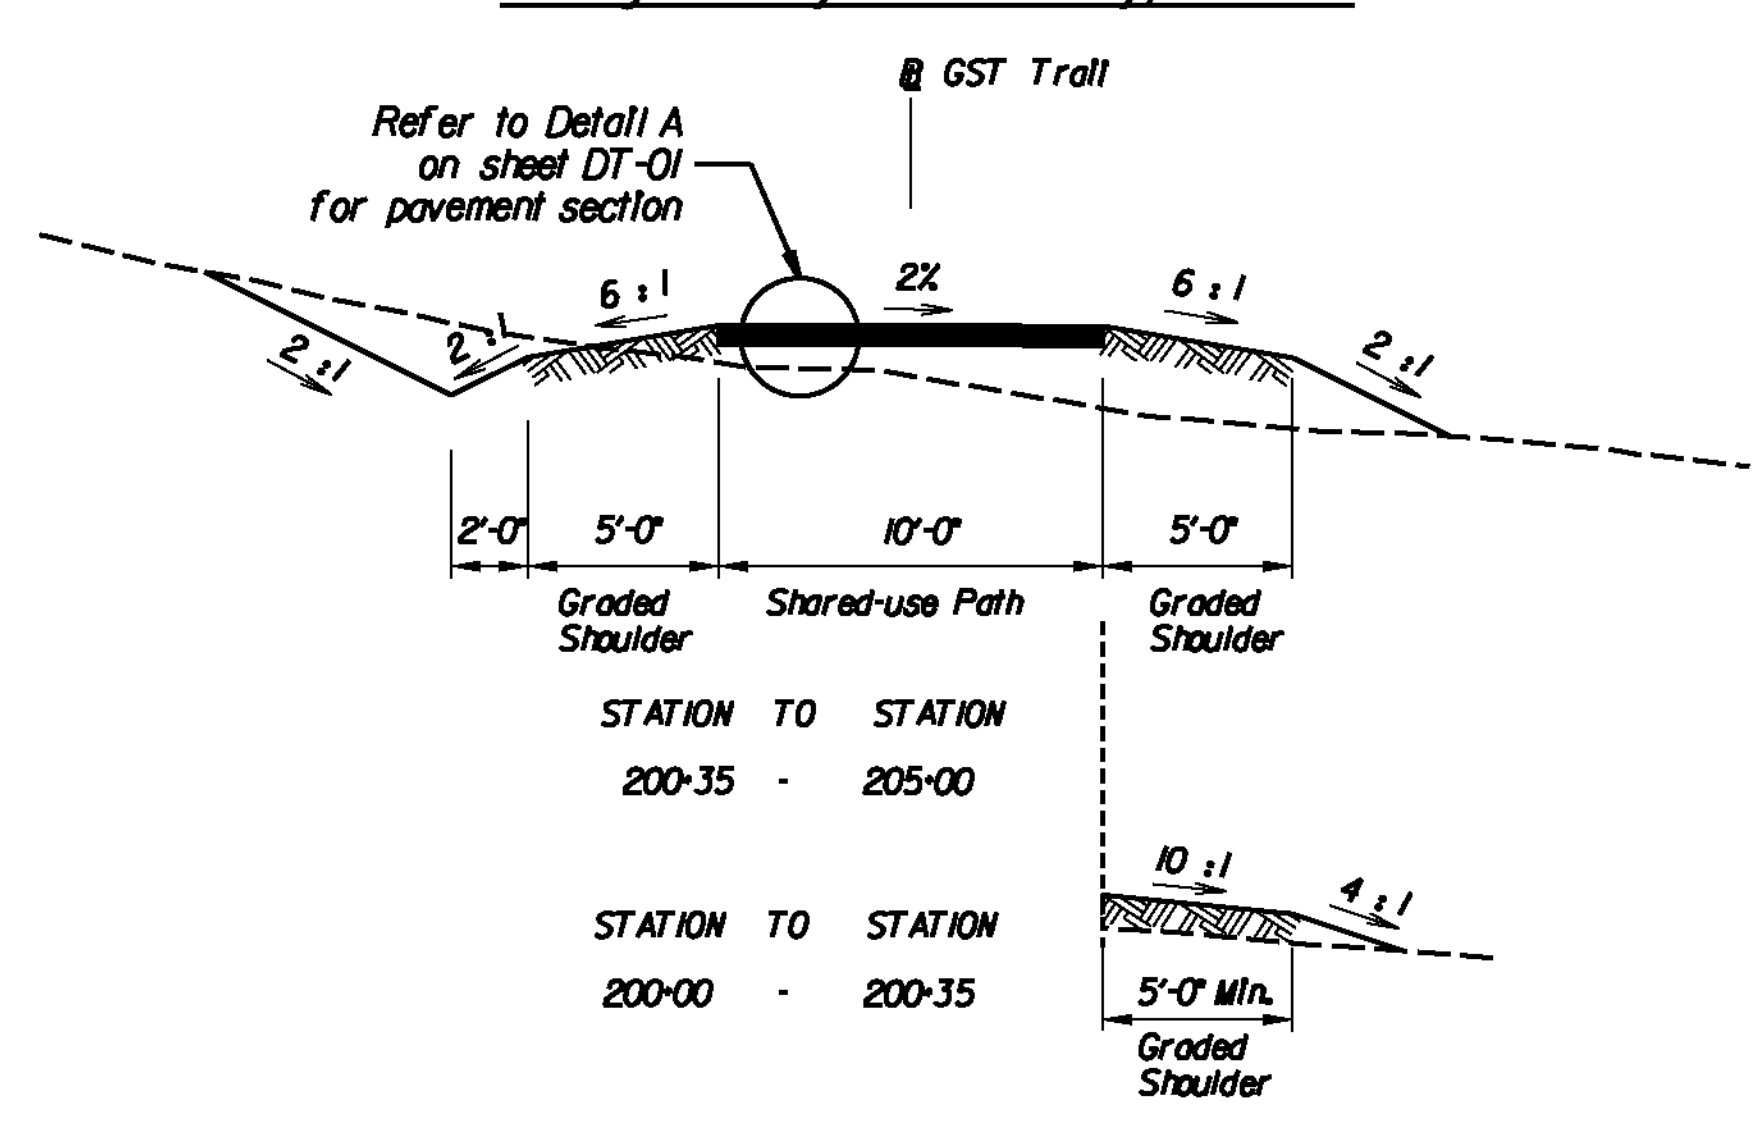 GST Trail
Refer to Detail A
on sheet DT-01
for pavement section
2%
6 : 1
6 : 1
2 : 1
2 : 1
2 : 1
2'-0"
5'-0"
10'-0"
5'-0"
Graded
Shoulder
Shared-use Path
Graded
Shoulder
STATION TO STATION
200+35 - 205+00
10 : 1
4 : 1
STATION TO STATION
200+00 - 200+35
5'-0" Min.
Graded
Shoulder